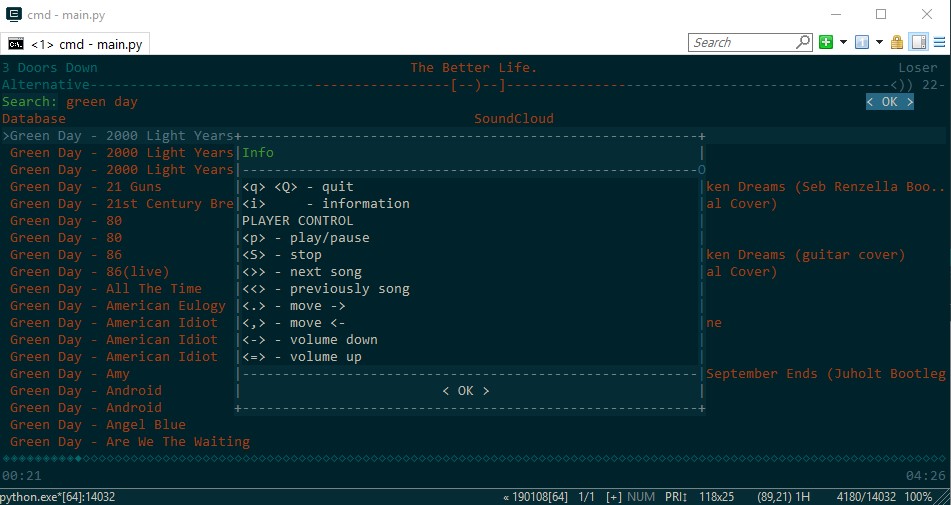 cmd - main.py
<1> cmd - main.py
Search
3 Doors Down The Better Life. Loser
Alternative--------------------------------------------[--)--]------------------------------------------------<)) 22-
Search: green day < OK >
Database SoundCloud
>Green Day - 2000 Light Years+---------------------------------------------------------+
Green Day - 2000 Light Years|Info |
Green Day - 2000 Light Years|---------------------------------------------------------O
Green Day - 21 Guns |<q> <Q> - quit |ken Dreams (Seb Renzella Boo..
Green Day - 21st Century Bre|<i> - information |al Cover)
Green Day - 80 |PLAYER CONTROL |
Green Day - 80 |<p> - play/pause |
Green Day - 86 |<S> - stop |ken Dreams (guitar cover)
Green Day - 86(live) |<>> - next song |al Cover)
Green Day - All The Time |<<> - previously song |
Green Day - American Eulogy |<.> - move -> |
Green Day - American Idiot |<,> - move <- |ne
Green Day - American Idiot |<-> - volume down |
Green Day - American Idiot |<=> - volume up |
Green Day - Amy |---------------------------------------------------------|September Ends (Juholt Bootleg
Green Day - Android | < OK > |
Green Day - Android +---------------------------------------------------------+
Green Day - Angel Blue
Green Day - Are We The Waiting
00:21 04:26
python.exe*[64]:14032 « 190108[64] 1/1 [+] NUM PRI↕ 118x25 (89,21) 1H 4180/14032 100%